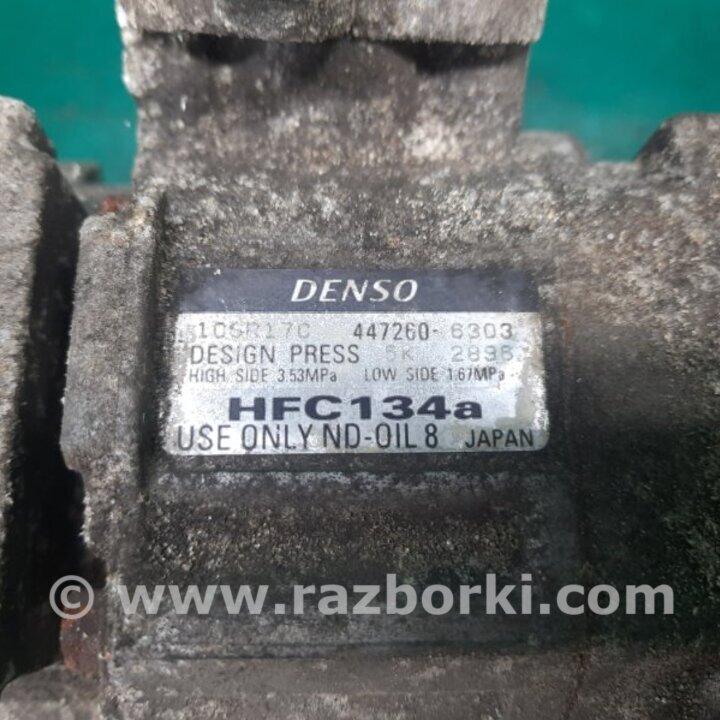 DENSO
10SR17C 447260-6303
DESIGN PRESS 5K
HIGH SIDE 3.53MPa LOW SIDE 1.67MPa
HFC134a
USE ONLY ND-OIL 8 JAPAN
© www.razborki.com